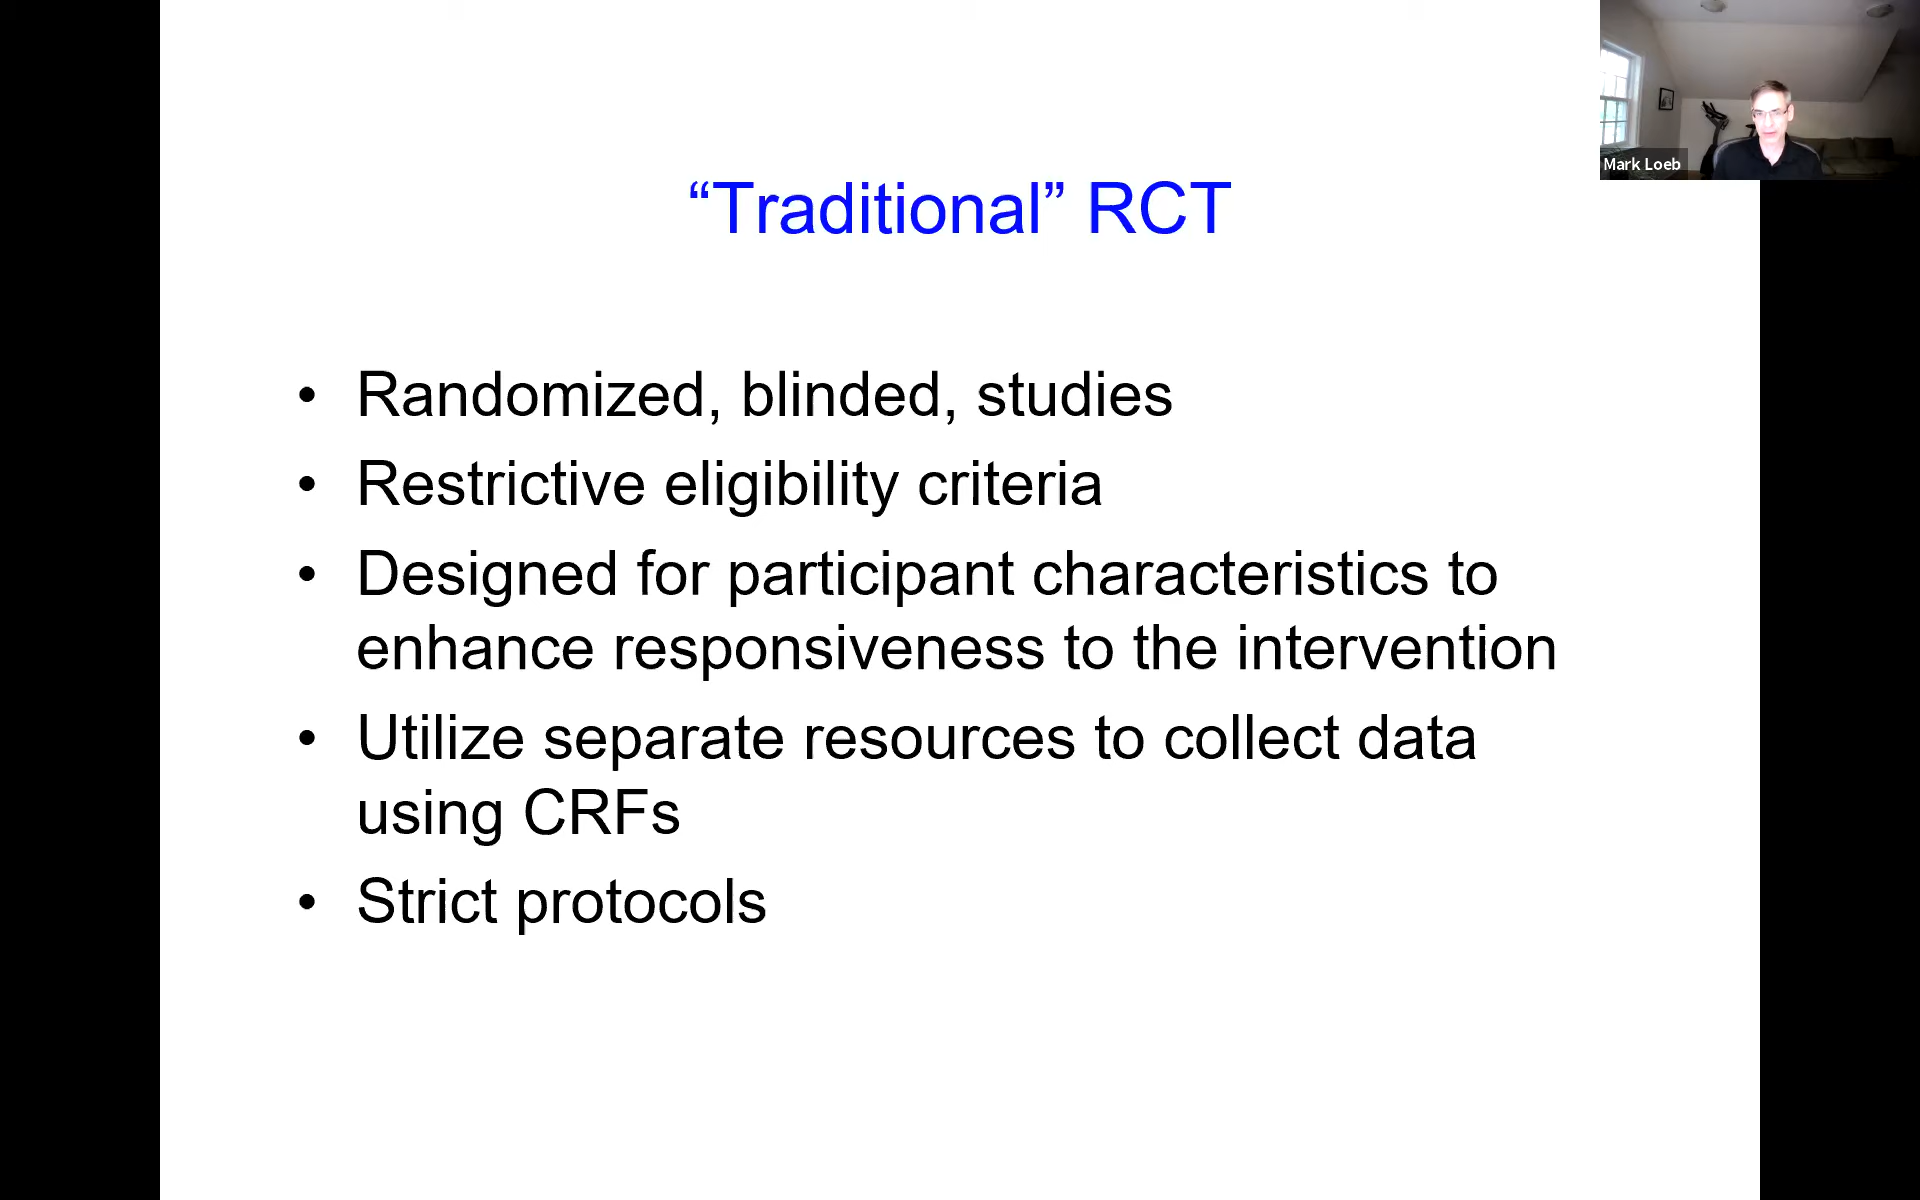 Mark Loeb
“Traditional” RCT
• Randomized, blinded, studies
• Restrictive eligibility criteria
• Designed for participant characteristics to
enhance responsiveness to the intervention
• Utilize separate resources to collect data
using CRFs
• Strict protocols